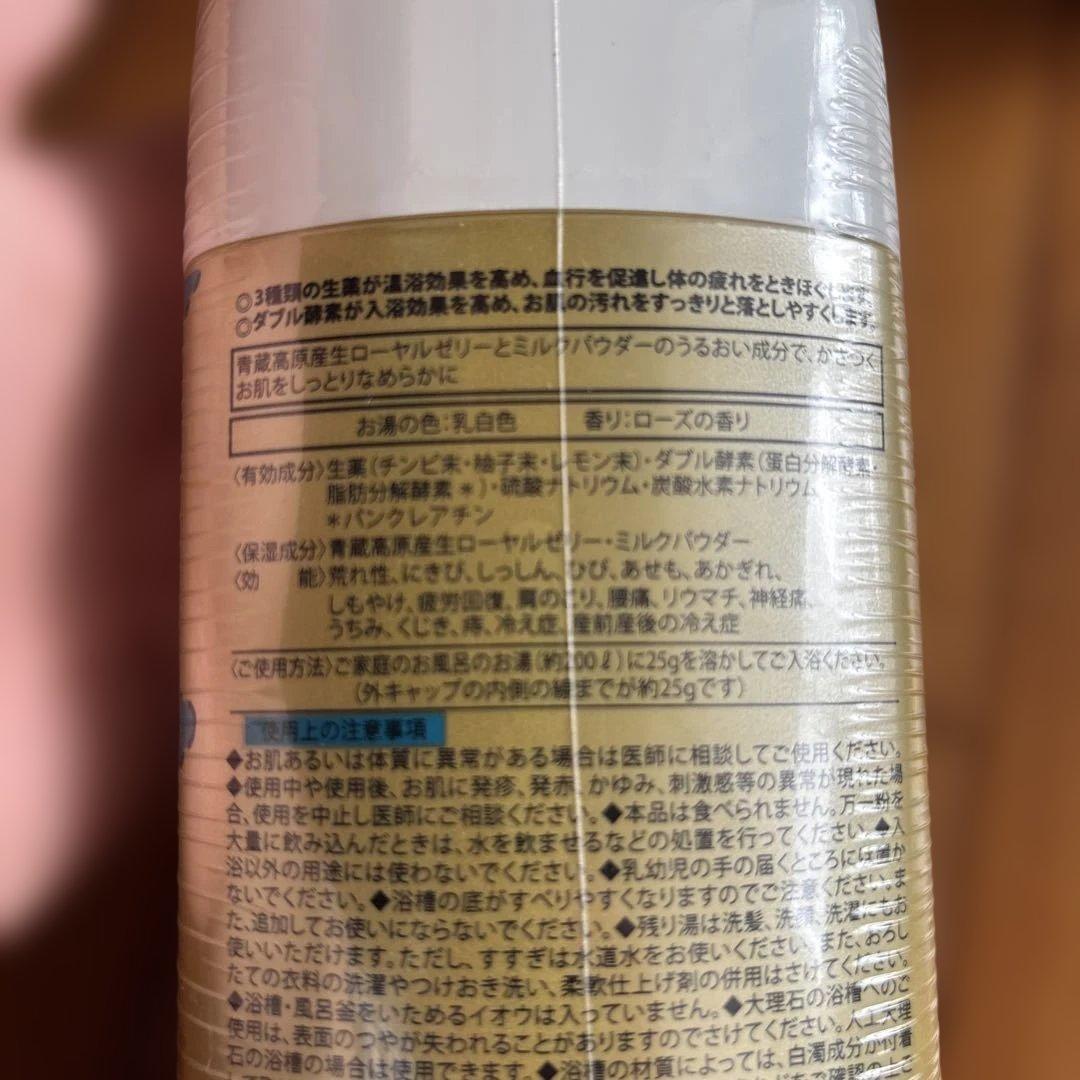 ◎3種類の生薬が温浴効果を高め、血行を促進し体の疲れをときほぐします。
◎ダブル酵素が入浴効果を高め、お肌の汚れをすっきりと落としやすくします。
青蔵高原産生ローヤルゼリーとミルクパウダーのうるおい成分で、かさつく
お肌をしっとりなめらかに
お湯の色:乳白色 香り:ローズの香り
〈有効成分〉生薬(チンピ末・柚子末・レモン末)・ダブル酵素(蛋白分解酵素・
脂肪分解酵素*)・硫酸ナトリウム・炭酸水素ナトリウム
*パンクレアチン
〈保湿成分〉青蔵高原産生ローヤルゼリー・ミルクパウダー
〈効 能〉荒れ性、にきび、しっしん、ひび、あせも、あかぎれ、
しもやけ、疲労回復、肩のこり、腰痛、リウマチ、神経痛、
うちみ、くじき、痔、冷え症、産前産後の冷え症
〈ご使用方法〉ご家庭のお風呂のお湯(約200ℓ)に25gを溶かしてご入浴ください。
(外キャップの内側の線までが約25gです)
使用上の注意事項
◆お肌あるいは体質に異常がある場合は医師に相談してご使用ください。
◆使用中や使用後、お肌に発疹、発赤、かゆみ、刺激感等の異常が現れた場
合、使用を中止し医師にご相談ください。◆本品は食べられません。万一粉を
大量に飲み込んだときは、水を飲ませるなどの処置を行ってください。◆入
浴以外の用途には使わないでください。◆乳幼児の手の届くところには置か
ないでください。◆浴槽の底がすべりやすくなりますのでご注意ください。ま
た、追加してお使いにならないでください。◆残り湯は洗髪、洗顔、洗濯にもお
使いいただけます。ただし、すすぎは水道水をお使いください。また、おろし
たての衣料の洗濯やつけおき洗い、柔軟仕上げ剤の併用はさけてください。
◆浴槽・風呂釜をいためるイオウは入っていません。◆大理石の浴槽へのご
使用は、表面のつやが失われることがありますのでさけてください。人工大理
石の浴槽の場合は使用できます。◆浴槽の材質によっては、白濁成分が付着